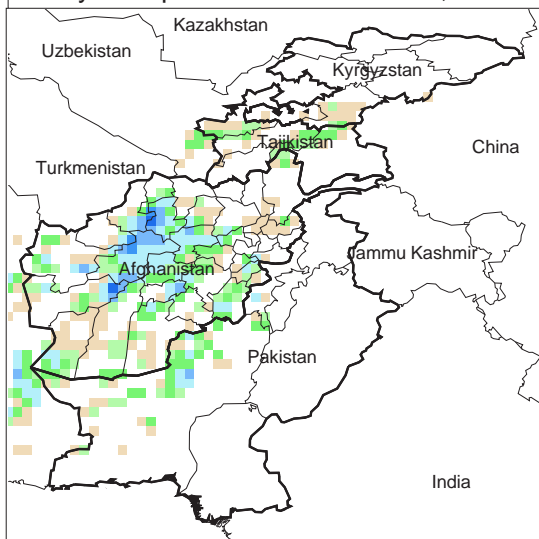 Kazakhstan
Uzbekistan
Kyrgyzstan
Tajikistan
China
Turkmenistan
Jammu Kashmir
Afghanistan
Pakistan
India